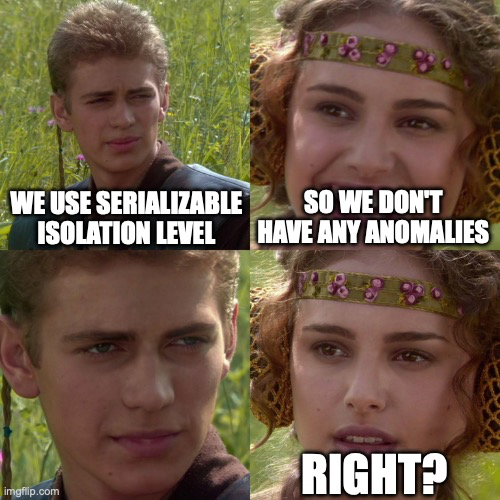 WE USE SERIALIZABLE
ISOLATION LEVEL
SO WE DON'T
HAVE ANY ANOMALIES
RIGHT?
imgflip.com